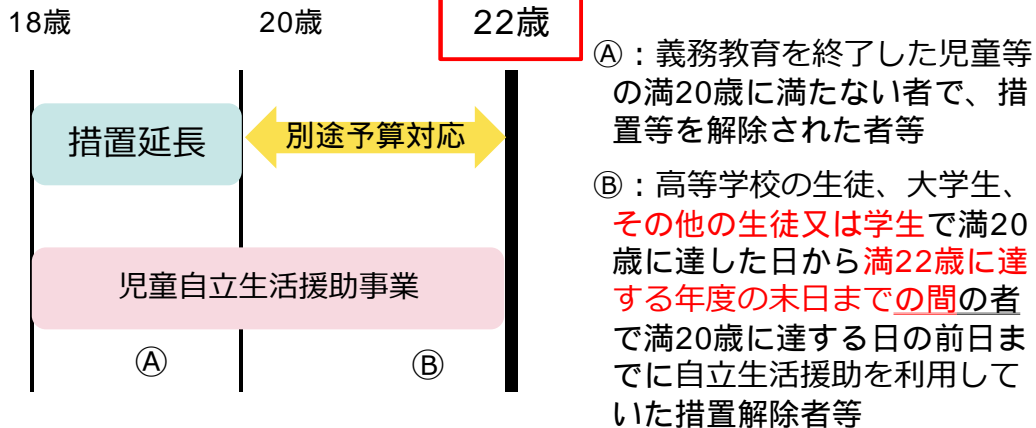 18歳
20歳
22歳
措置延長
別途予算対応
児童自立生活援助事業
Ⓐ
Ⓑ
Ⓐ：義務教育を終了した児童等
の満20歳に満たない者で、措
置等を解除された者等
Ⓑ：高等学校の生徒、大学生、
その他の生徒又は学生で満20
歳に達した日から満22歳に達
する年度の末日までの間の者
で満20歳に達する日の前日ま
でに自立生活援助を利用して
いた措置解除者等